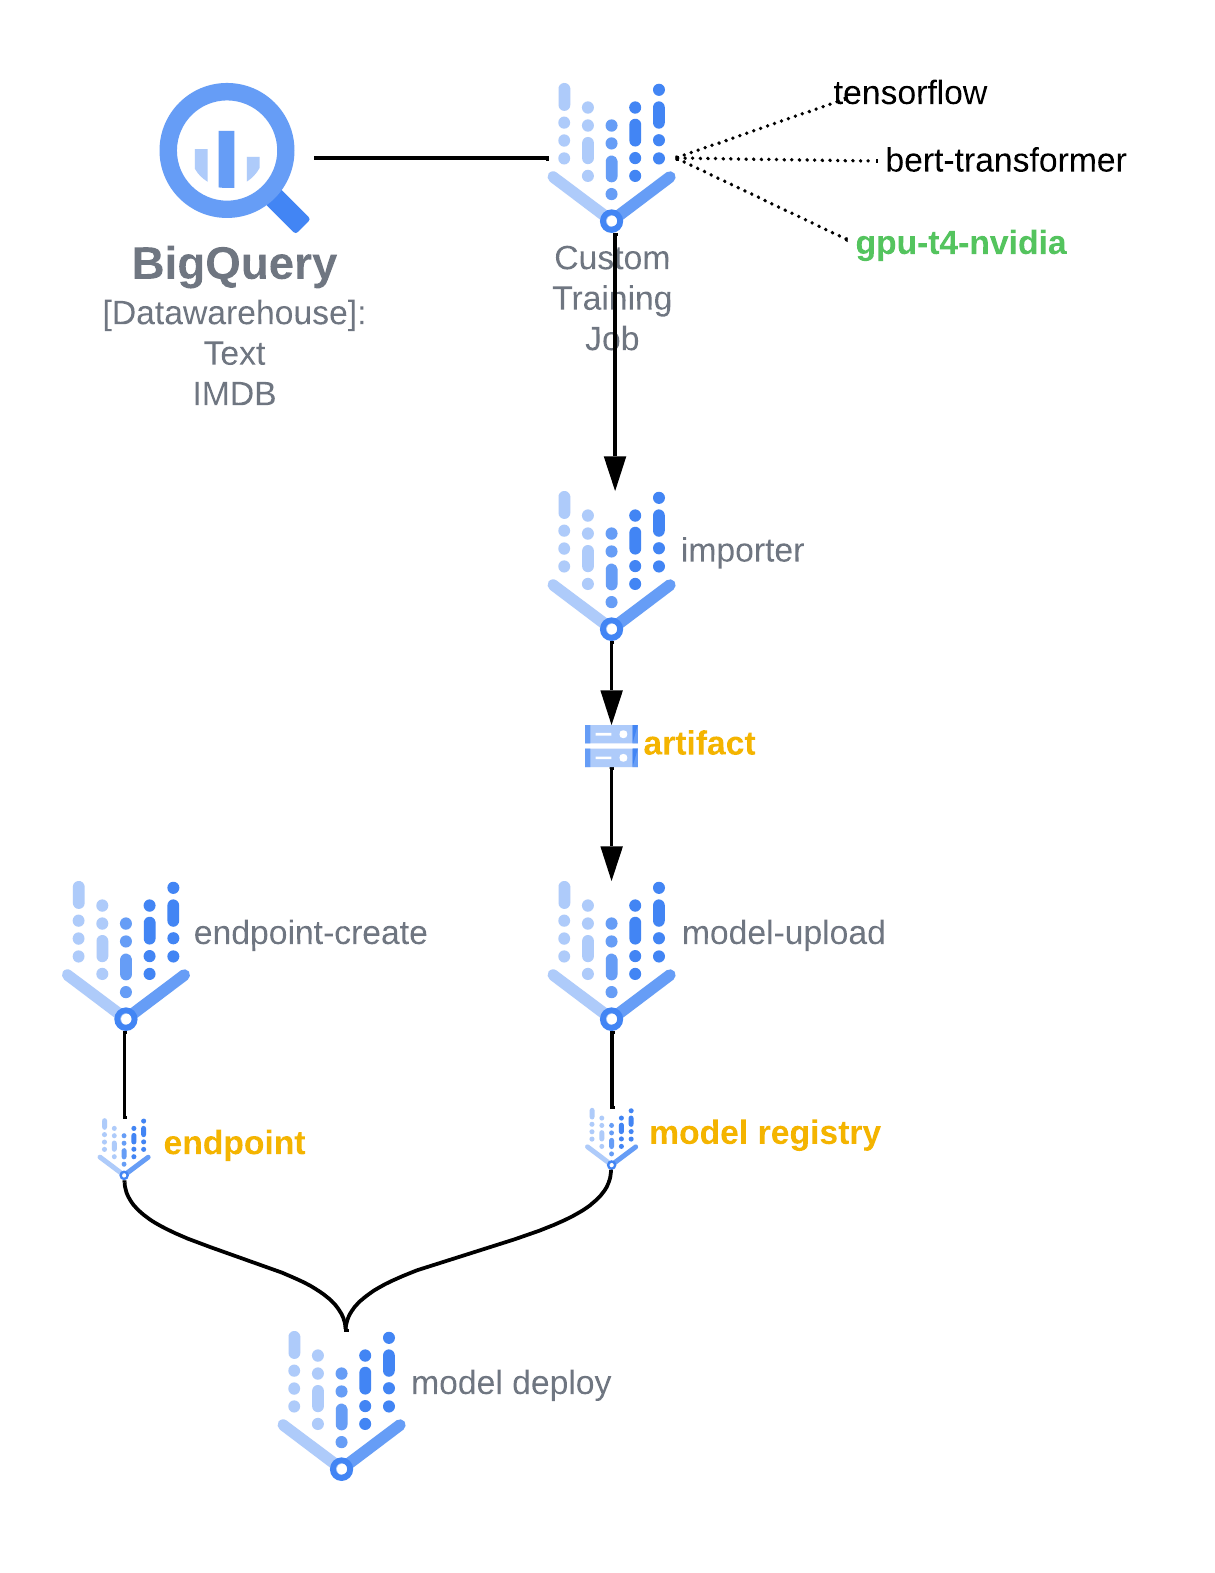 tensorflow
bert-transformer
gpu-t4-nvidia
BigQuery
[Datawarehouse]:
Text
IMDB
Custom
Training
Job
importer
artifact
endpoint-create
model-upload
endpoint
model registry
model deploy